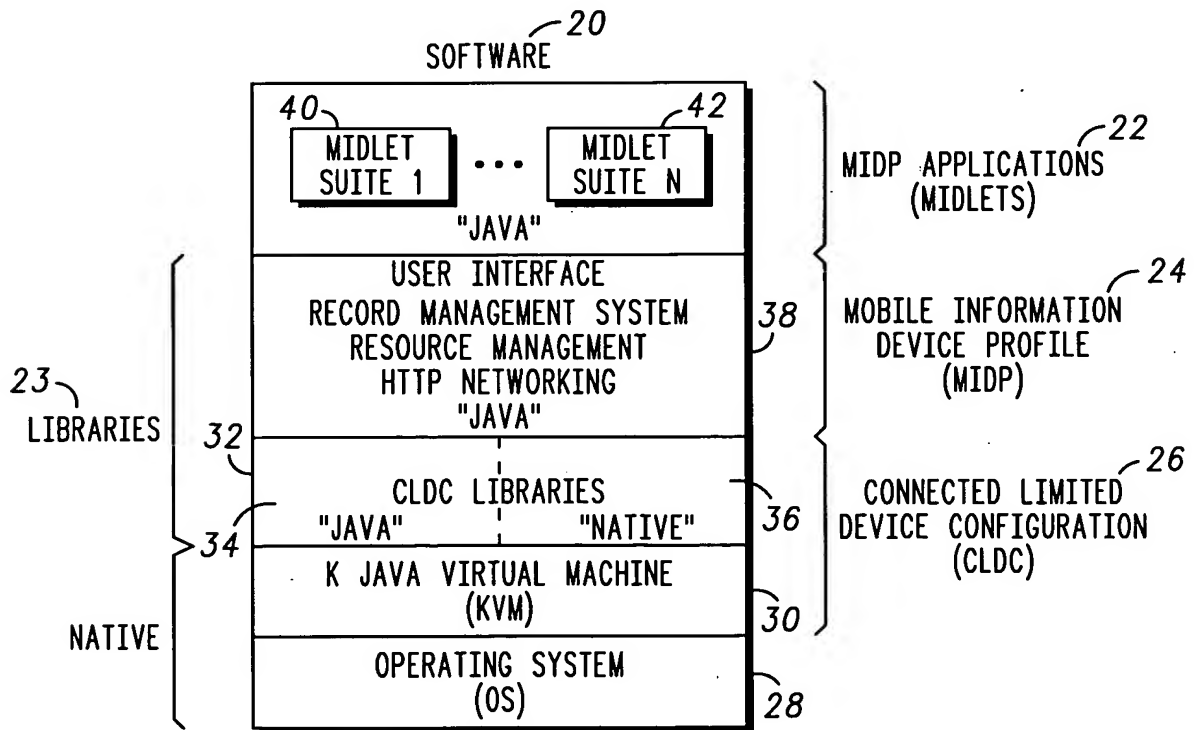 20
SOFTWARE
40
MIDLET
SUITE 1
...
42
MIDLET
SUITE N
"JAVA"
22
MIDP APPLICATIONS
(MIDLETS)
USER INTERFACE
RECORD MANAGEMENT SYSTEM
RESOURCE MANAGEMENT
HTTP NETWORKING
"JAVA"
38
24
MOBILE INFORMATION
DEVICE PROFILE
(MIDP)
23
LIBRARIES
32
CLDC LIBRARIES
"JAVA"
"NATIVE"
34
36
26
CONNECTED LIMITED
DEVICE CONFIGURATION
(CLDC)
K JAVA VIRTUAL MACHINE
(KVM)
30
NATIVE
OPERATING SYSTEM
(OS)
28